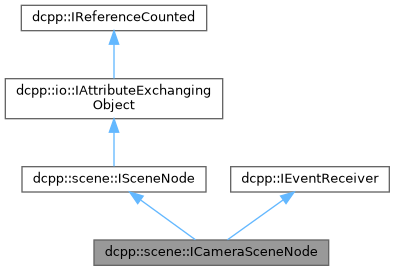 dcpp::IReferenceCounted
dcpp::io::IAttributeExchanging
Object
dcpp::scene::ISceneNode
dcpp::IEventReceiver
dcpp::scene::ICameraSceneNode